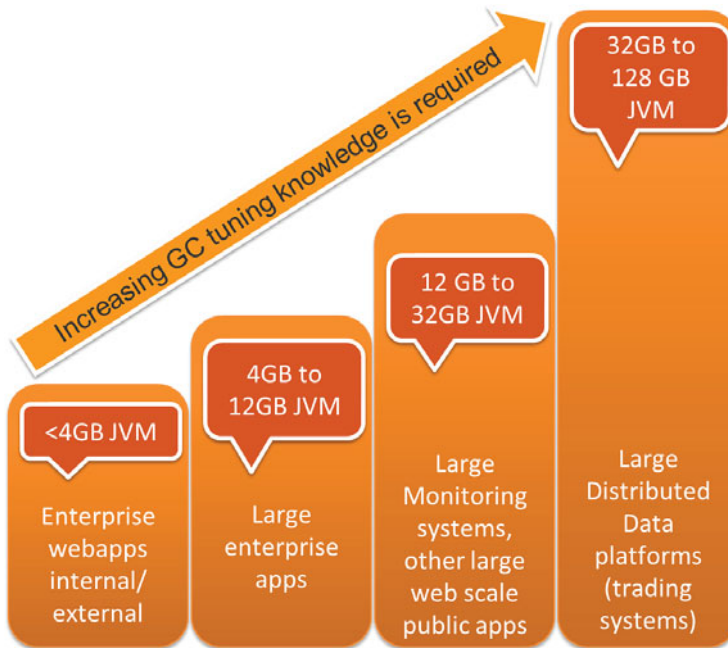 Increasing GC tuning knowledge is required
<4GB JVM
Enterprise
webapps
internal/
external
4GB to
12GB JVM
Large
enterprise
apps
12 GB to
32GB JVM
Large
Monitoring
systems,
other large
web scale
public apps
32GB to
128 GB
JVM
Large
Distributed
Data
platforms
(trading
systems)